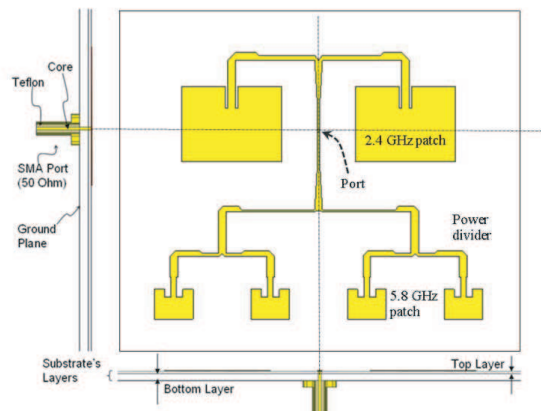 Teflon
Core
SMA Port
(50 Ohm)
Ground
Plane
2.4 GHz patch
Port
Power
divider
5.8 GHz
patch
Substrate's
Layers
Bottom Layer
Top Layer